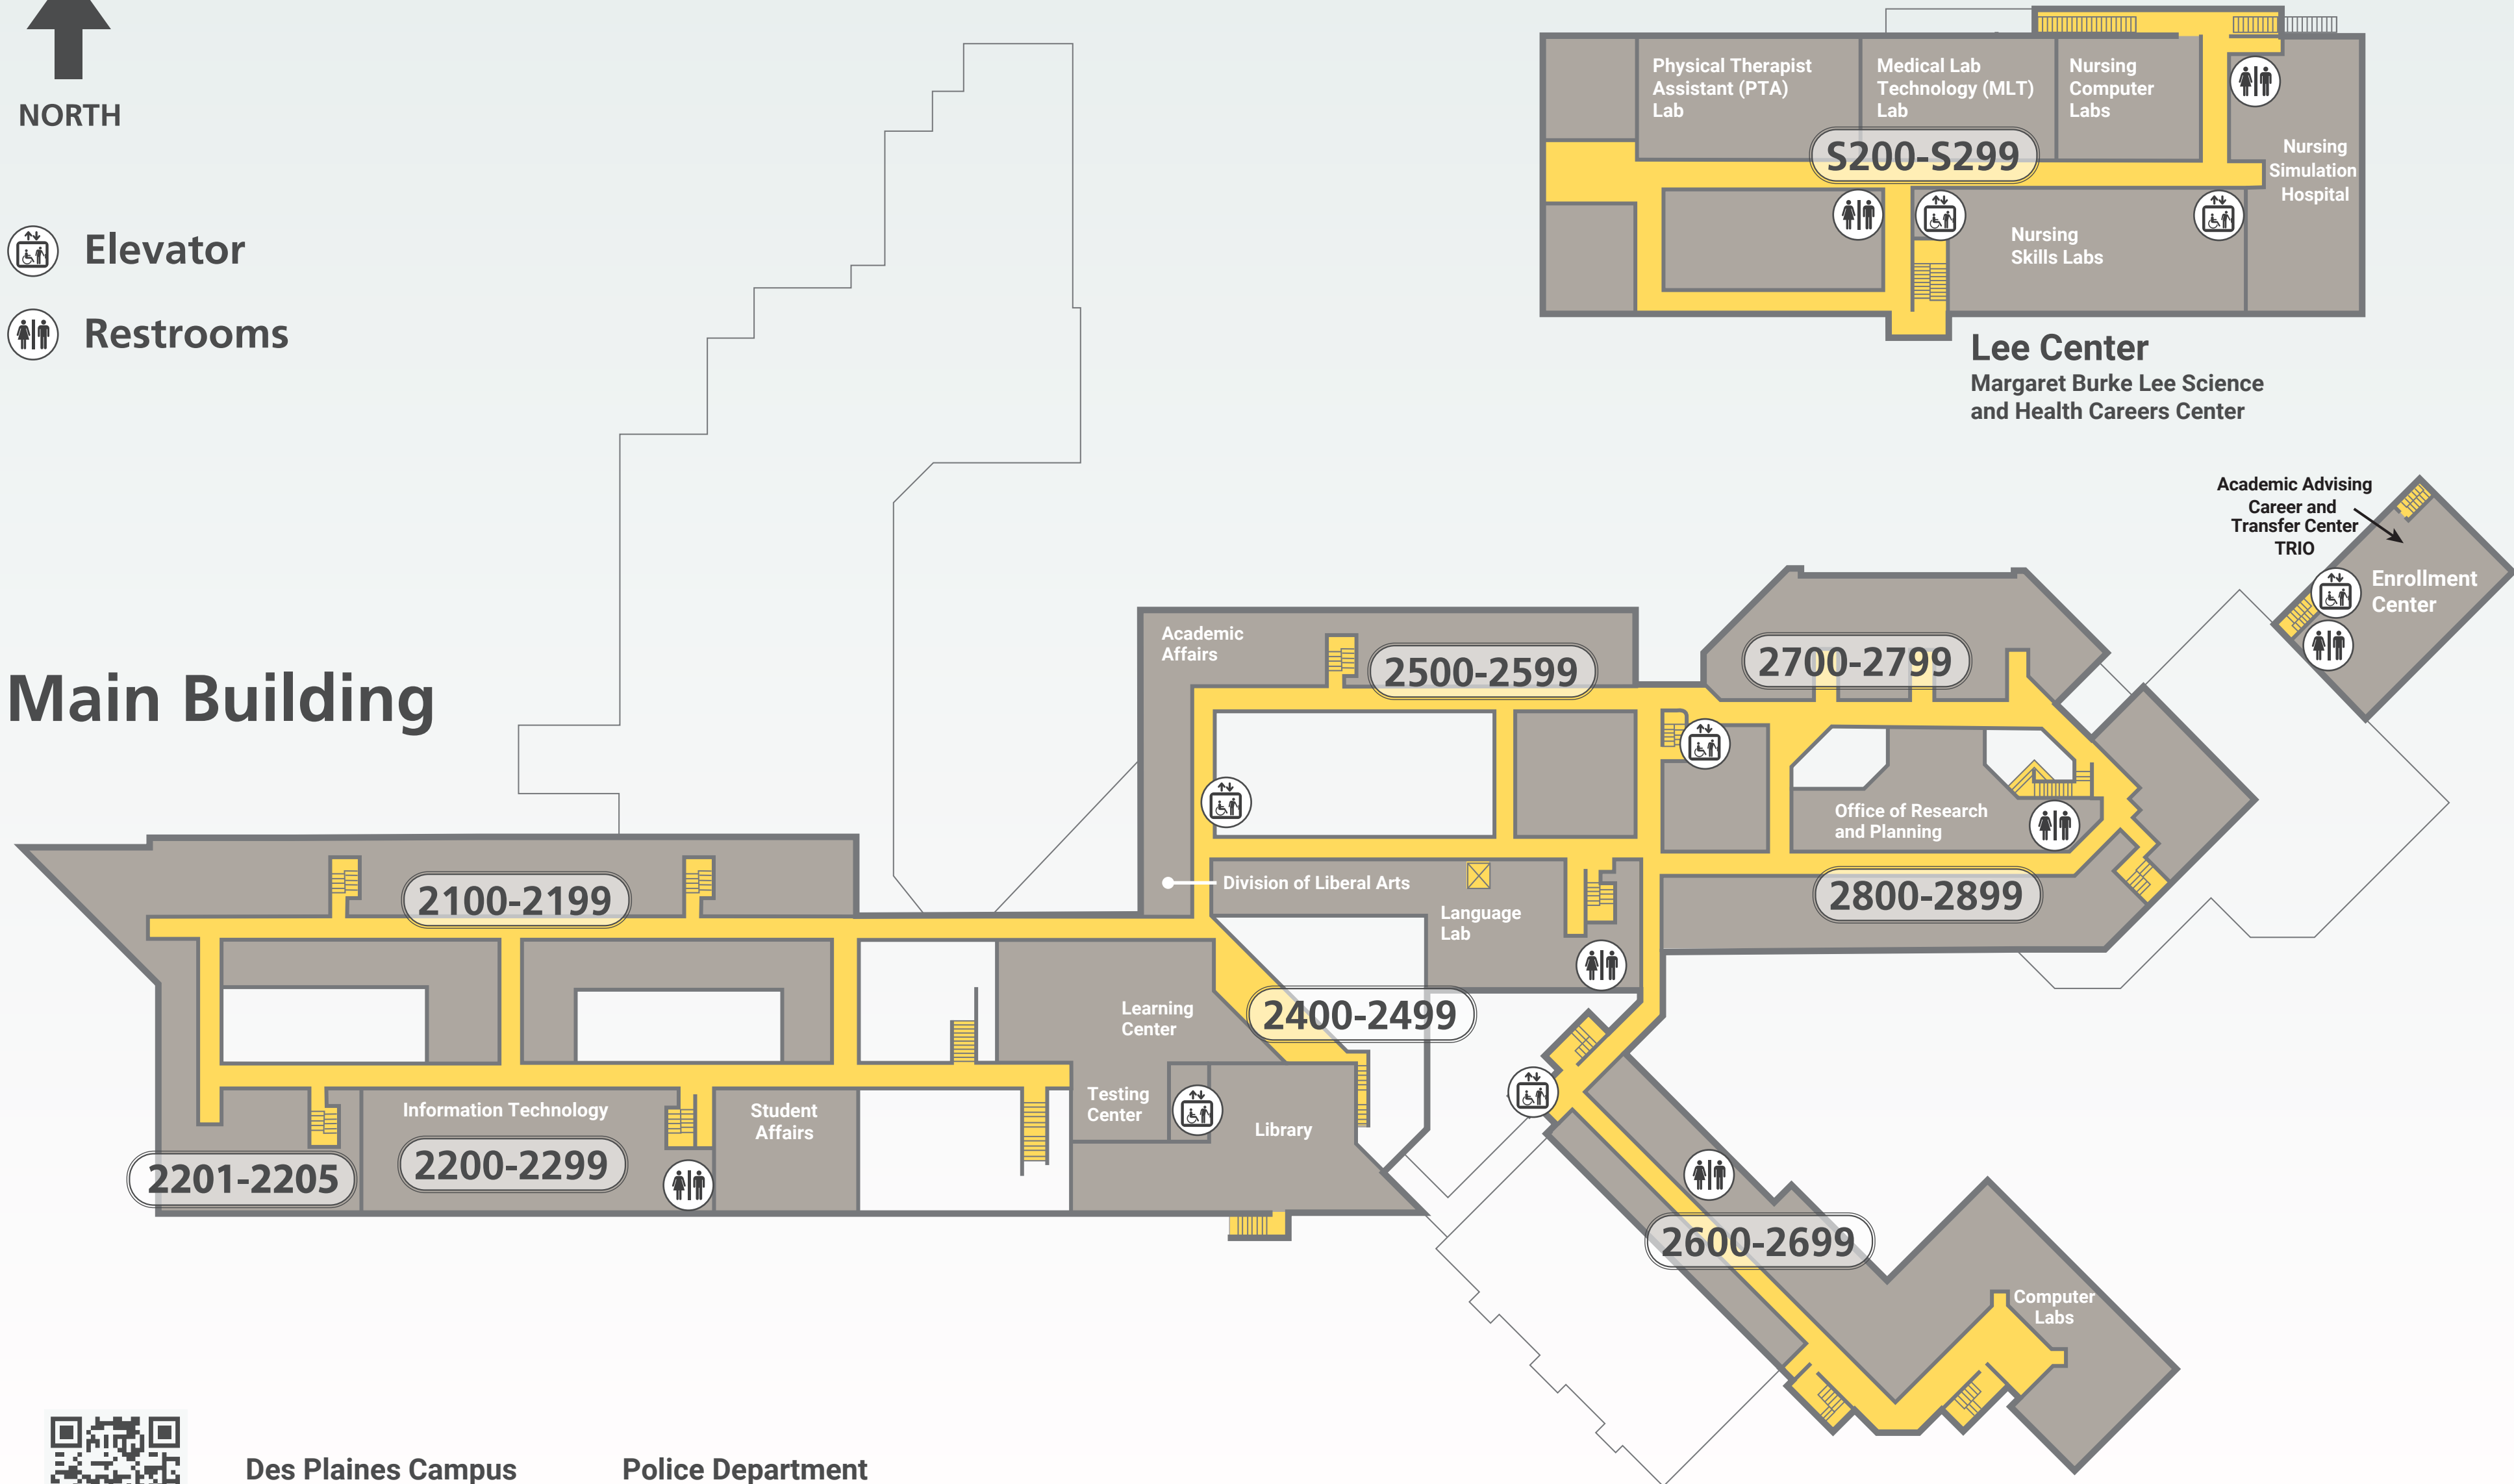 NORTH
Elevator
Restrooms
Physical Therapist
Assistant (PTA)
Lab
Medical Lab
Technology (MLT)
Lab
Nursing
Computer
Labs
S200-S299
Nursing
Simulation
Hospital
Nursing
Skills Labs
Lee Center
Margaret Burke Lee Science
and Health Careers Center
Academic Advising
Career and
Transfer Center
TRIO
Enrollment
Center
Main Building
Academic
Affairs
2500-2599
2700-2799
Office of Research
and Planning
2800-2899
Division of Liberal Arts
Language
Lab
2100-2199
Learning
Center
2400-2499
Testing
Center
Library
Information Technology
Student
Affairs
2201-2205
2200-2299
2600-2699
Computer
Labs
Des Plaines Campus
Police Department